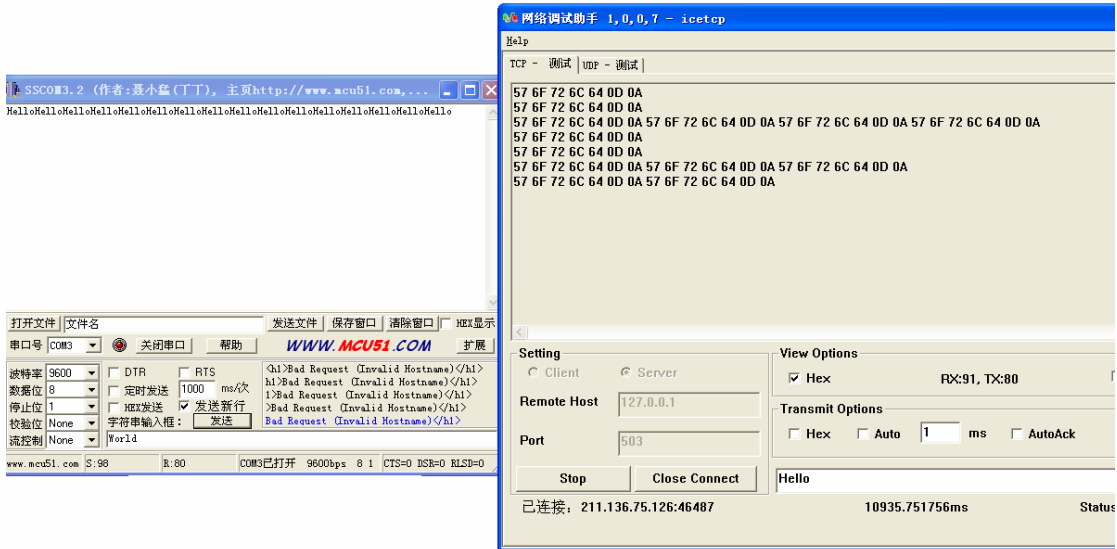 SSCOM3.2 (作者:聂小猛(丁丁), 主页http://www.mcu51.com,...
HelloHelloHelloHelloHelloHelloHelloHelloHelloHelloHelloHelloHelloHelloHelloHello
打开文件 文件名 发送文件 保存窗口 清除窗口 HEX显示
串口号 COM3 关闭串口 帮助 WWW.MCU51.COM 扩展
波特率 9600 DTR RTS
数据位 8 定时发送 1000 ms/次
停止位 1 HEX发送 发送新行
校验位 None 字符串输入框: 发送
流控制 None World
<h1>Bad Request (Invalid Hostname)</h1>
h1>Bad Request (Invalid Hostname)</h1>
1>Bad Request (Invalid Hostname)</h1>
>Bad Request (Invalid Hostname)</h1>
Bad Request (Invalid Hostname)</h1>
www.mcu51.com S:98 R:80 COM3已打开 9600bps 8 1 CTS=0 DSR=0 RLSD=0
网络调试助手 1,0,0,7 - icetcp
Help
TCP - 测试 UDP - 测试
57 6F 72 6C 64 0D 0A
57 6F 72 6C 64 0D 0A
57 6F 72 6C 64 0D 0A 57 6F 72 6C 64 0D 0A 57 6F 72 6C 64 0D 0A 57 6F 72 6C 64 0D 0A
57 6F 72 6C 64 0D 0A
57 6F 72 6C 64 0D 0A
57 6F 72 6C 64 0D 0A 57 6F 72 6C 64 0D 0A 57 6F 72 6C 64 0D 0A
57 6F 72 6C 64 0D 0A 57 6F 72 6C 64 0D 0A
Setting
Client Server
Remote Host 127.0.0.1
Port 503
Stop Close Connect
View Options
Hex RX:91, TX:80
Transmit Options
Hex Auto 1 ms AutoAck
Hello
已连接: 211.136.75.126:46487 10935.751756ms Status